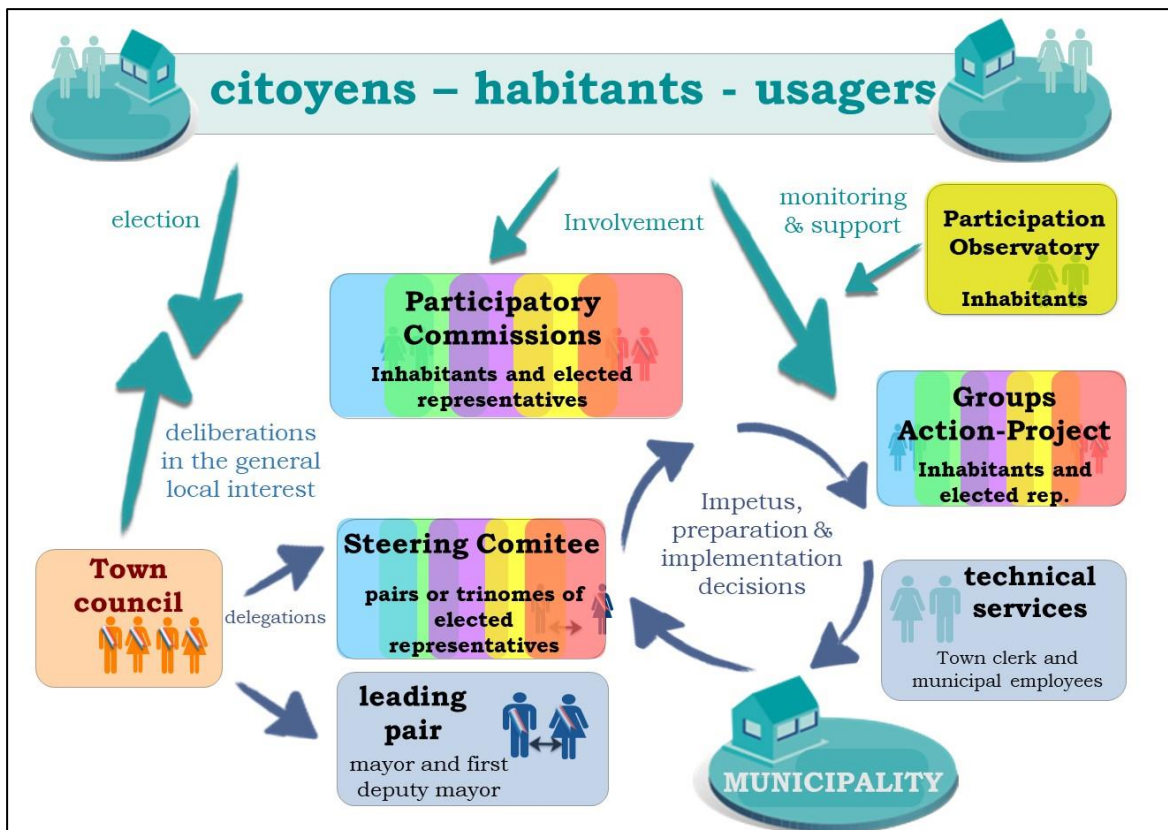 citoyens – habitants - usagers
election
Involvement
monitoring
& support
Participation
Observatory
Inhabitants
Participatory
Commissions
Inhabitants and elected
representatives
deliberations
in the general
local interest
Groups
Action-Project
Inhabitants and
elected rep.
Impetus,
preparation &
implementation
decisions
Town
council
delegations
Steering Comitee
pairs or trinomes of
elected
representatives
technical
services
Town clerk and
municipal employees
leading
pair
mayor and first
deputy mayor
MUNICIPALITY